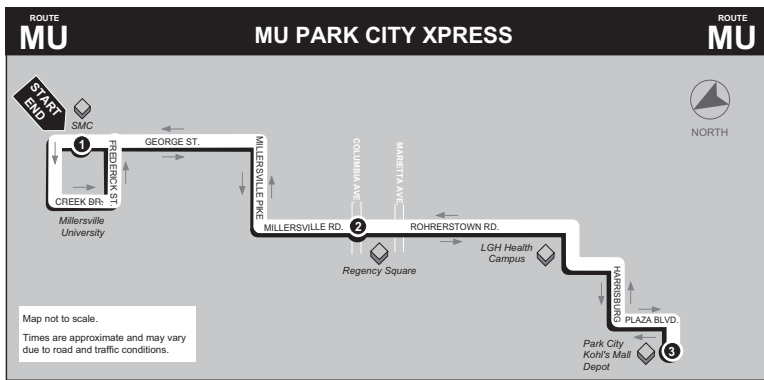 ROUTE
MU
MU PARK CITY XPRESS
ROUTE
MU
START
END
SMC
1
GEORGE ST.
FREDERICK ST.
CREEK DR.
Millersville
University
MILLERSVILLE PIKE
MILLERSVILLE RD.
COLUMBIA AVE
MARIETTA AVE
2
ROHRERSTOWN RD.
Regency Square
LGH Health
Campus
HARRISBURG
PLAZA BLVD.
Park City
Kohl's Mall
Depot
3
NORTH
Map not to scale.
Times are approximate and may vary
due to road and traffic conditions.